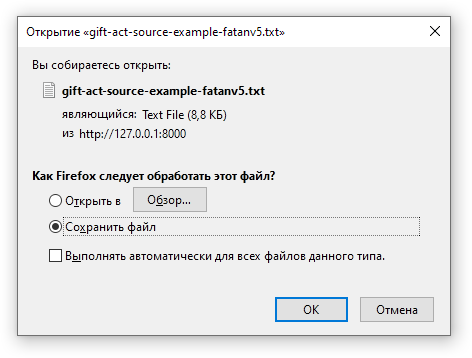 Открытие «gift-act-source-example-fatanv5.txt»
Вы собираетесь открыть:
gift-act-source-example-fatanv5.txt
являющийся: Text File (8,8 КБ)
из http://127.0.0.1:8000
Как Firefox следует обработать этот файл?
Открыть в Обзор...
Сохранить файл
Выполнять автоматически для всех файлов данного типа.
OK Отмена